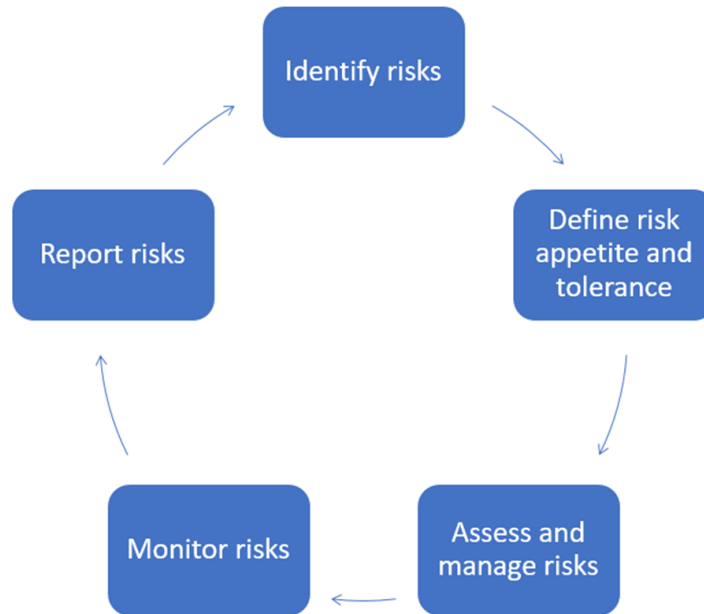 Identify risks
Define risk
appetite and
tolerance
Assess and
manage risks
Monitor risks
Report risks